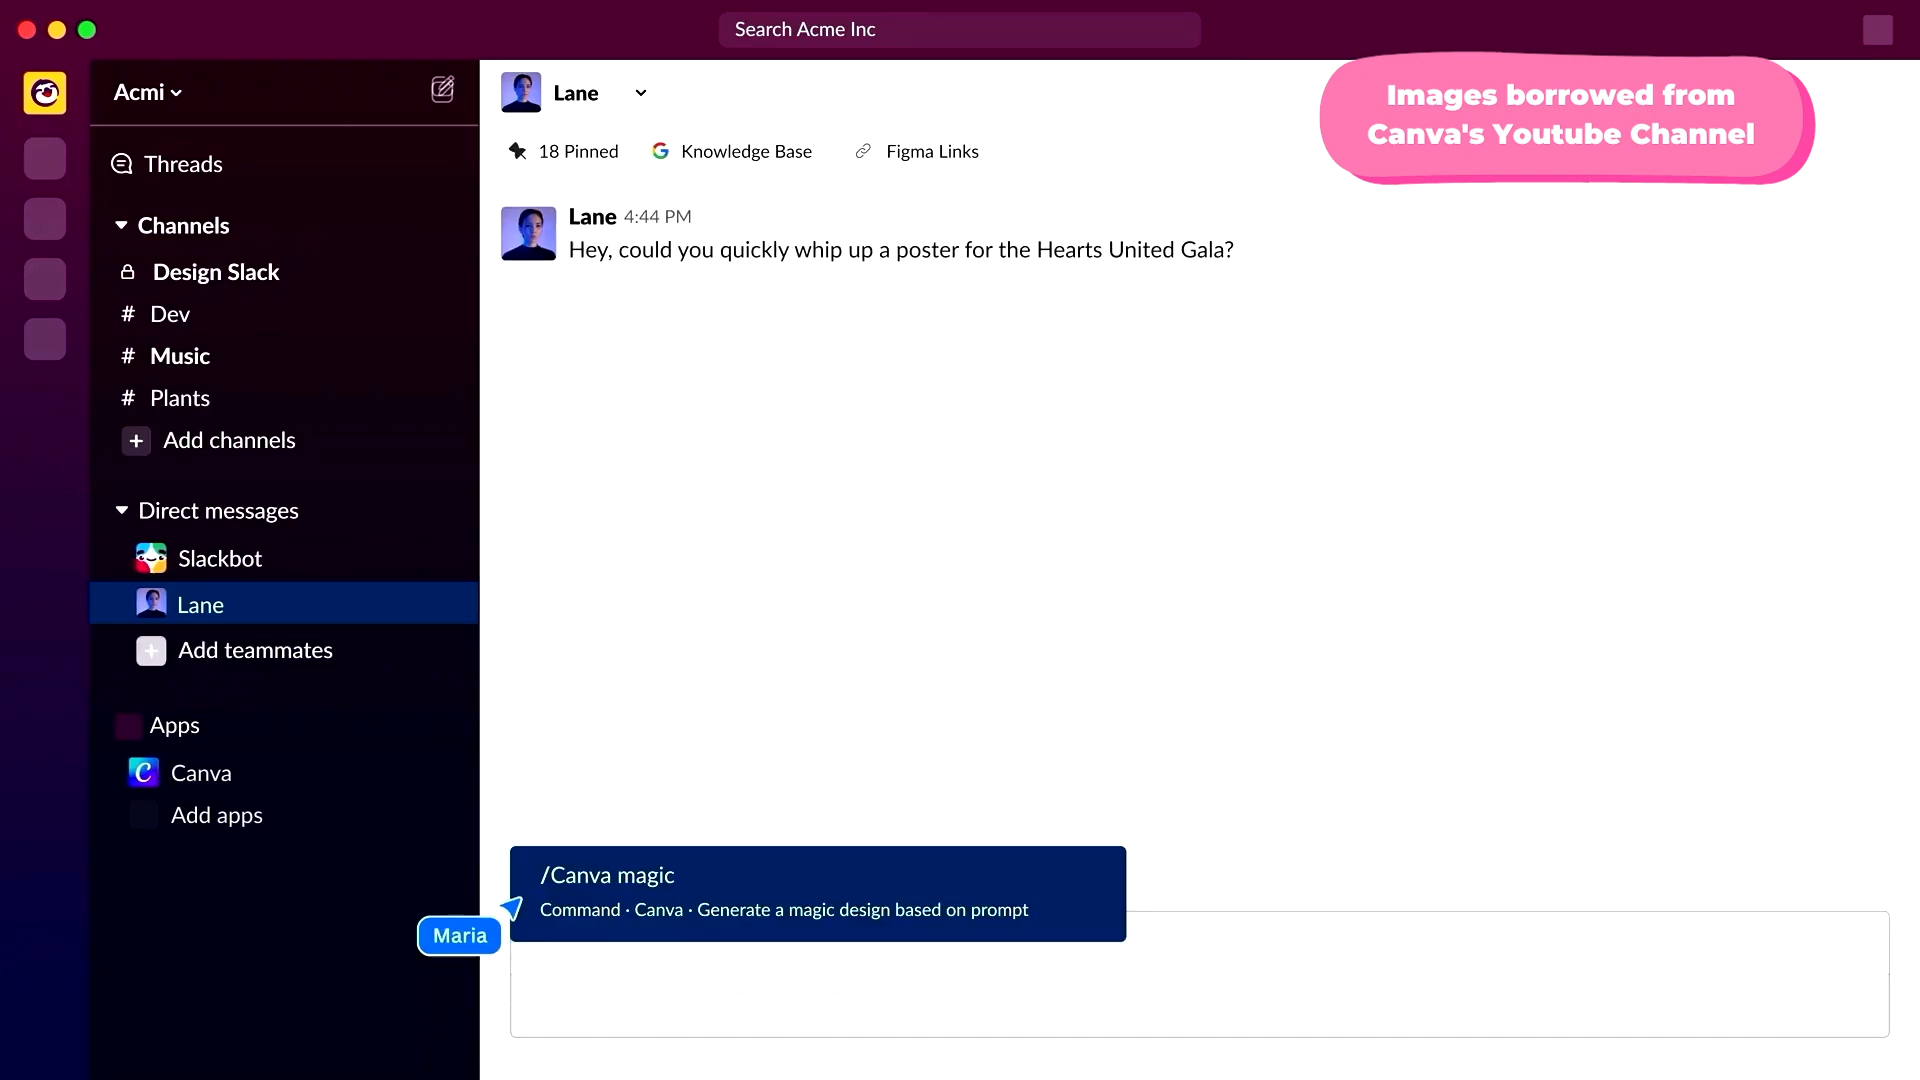 Search Acme Inc
Images borrowed from
Canva's Youtube Channel
Acmi
Threads
Channels
Design Slack
# Dev
# Music
# Plants
+ Add channels
Direct messages
Slackbot
Lane
+ Add teammates
Apps
C Canva
Add apps
Lane
18 Pinned
G Knowledge Base
Figma Links
Lane 4:44 PM
Hey, could you quickly whip up a poster for the Hearts United Gala?
/Canva magic
Command · Canva · Generate a magic design based on prompt
Maria